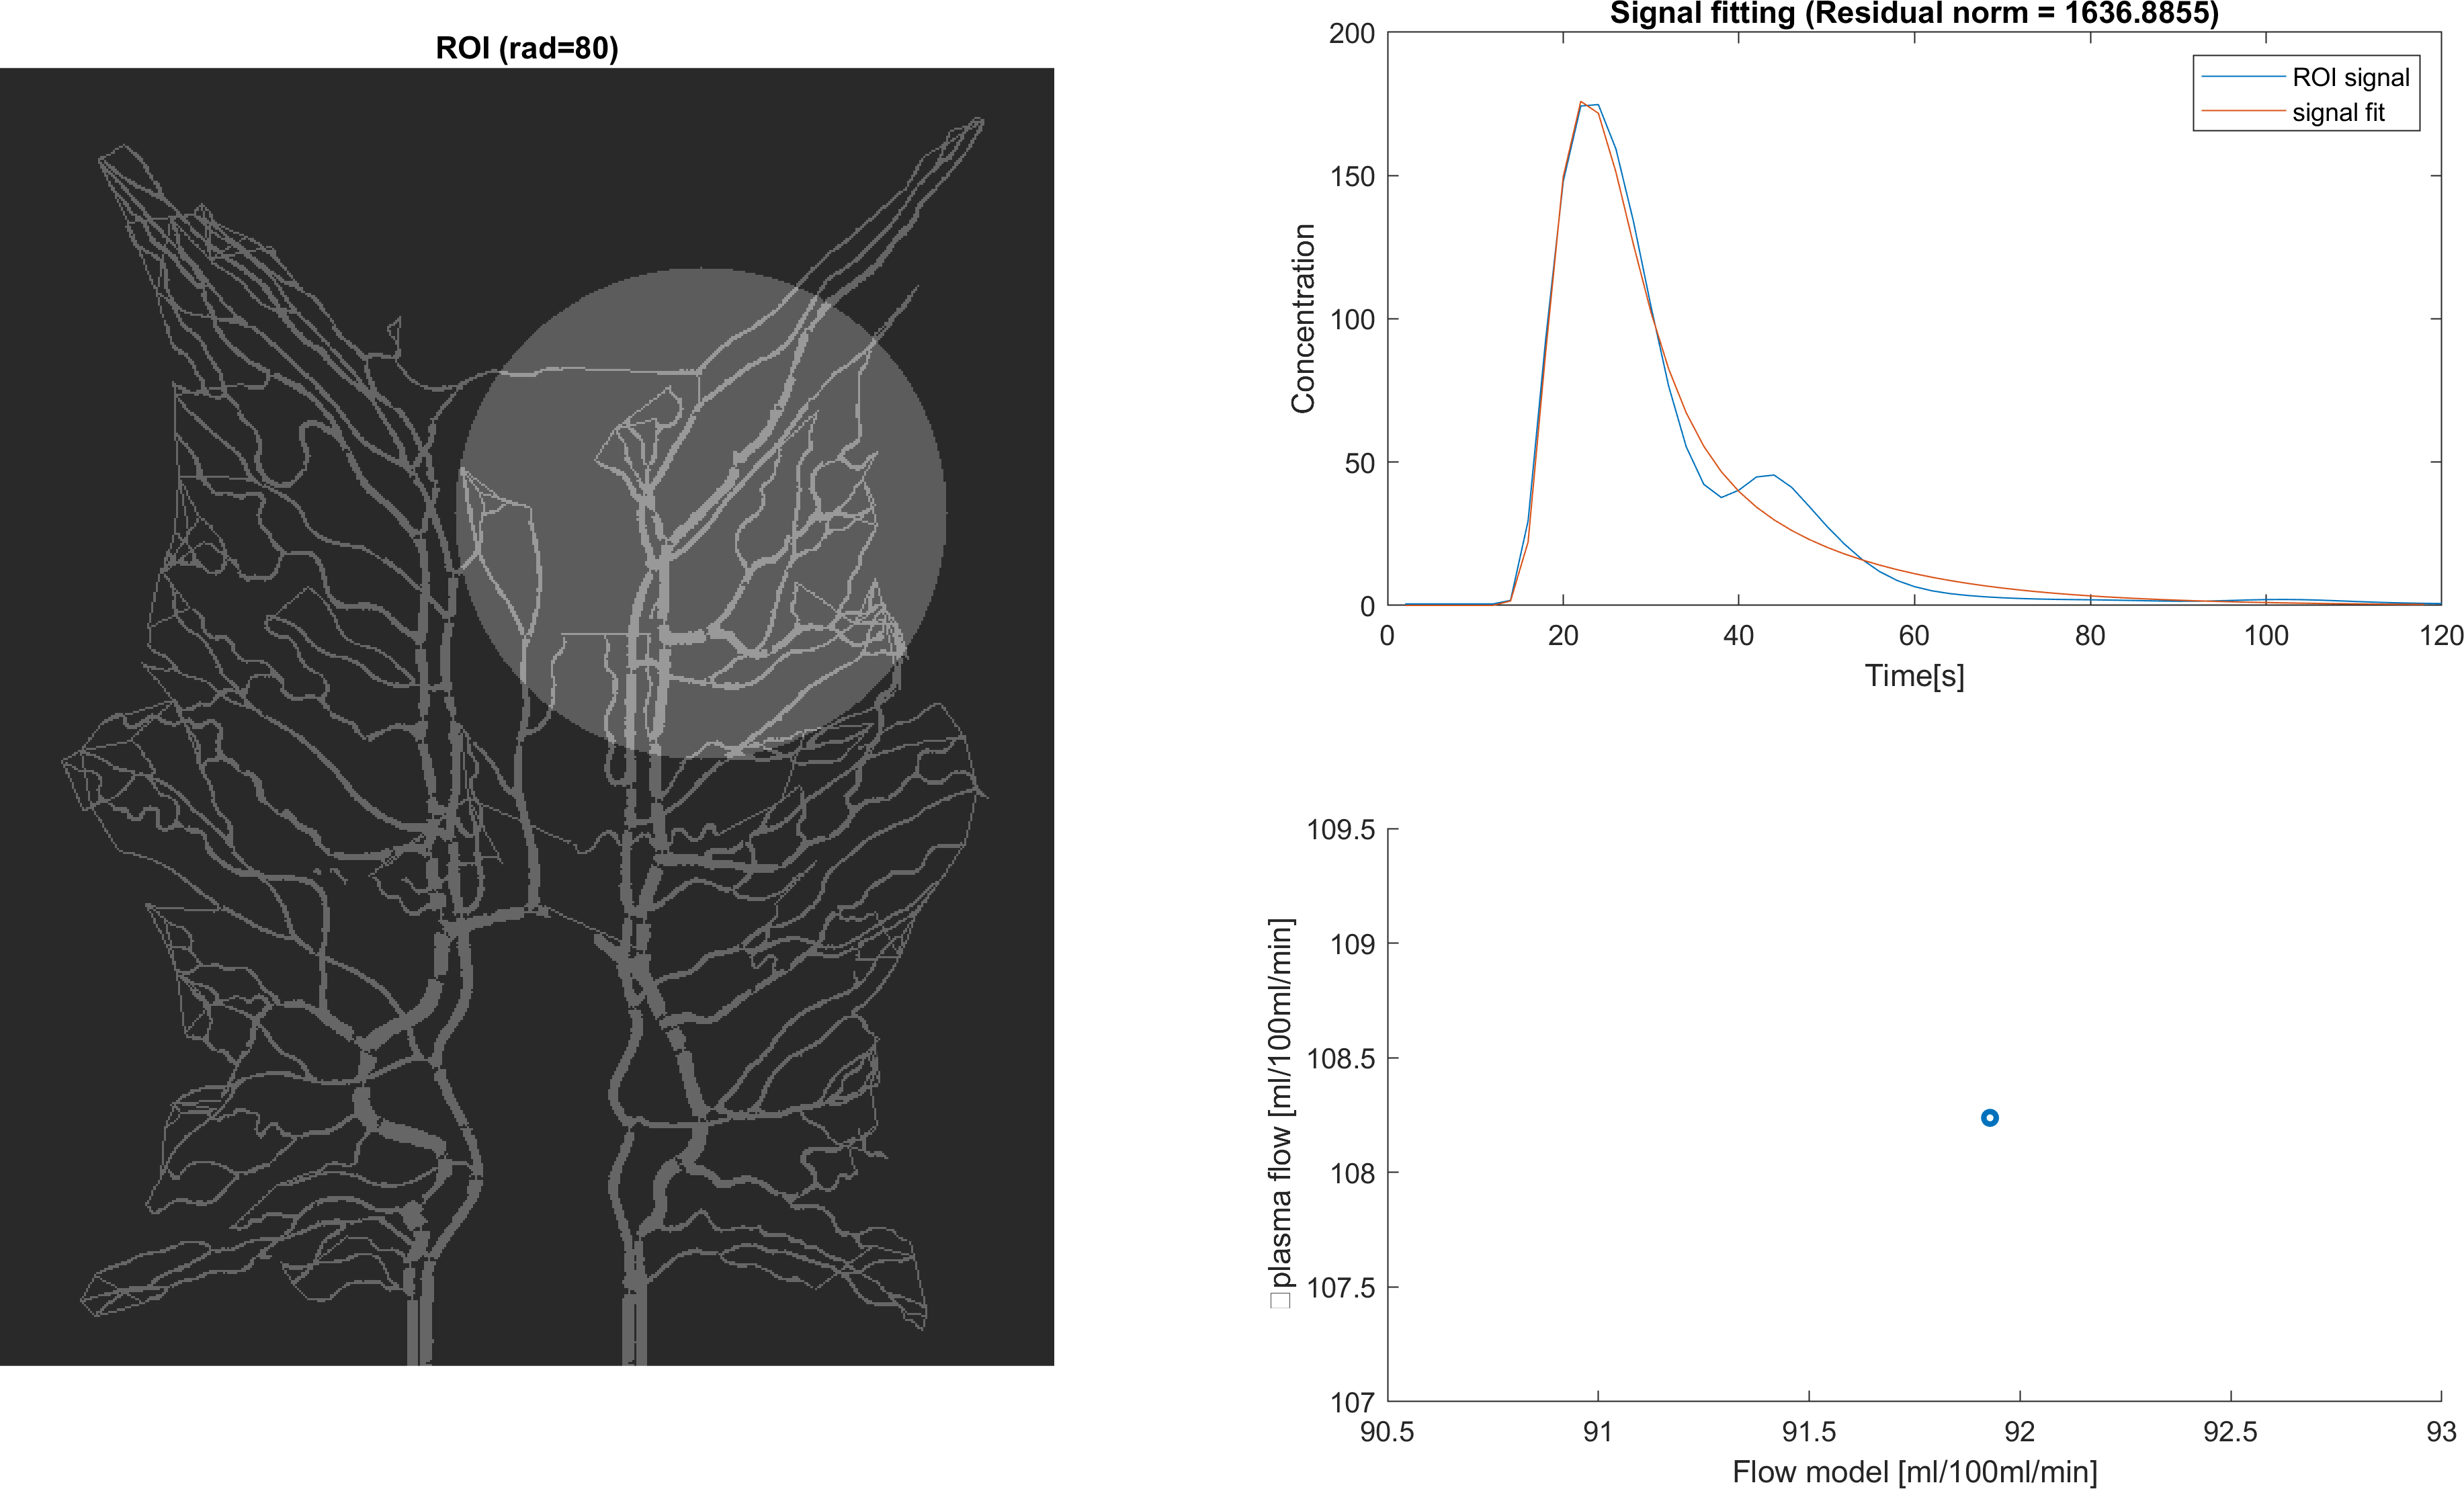 ROI (rad=80)
Signal fitting (Residual norm = 1636.8855)
200
150
100
50
0
0 20 40 60 80 100 120
Concentration
Time[s]
ROI signal
signal fit
109.5
109
108.5
108
107.5
107
90.5 91 91.5 92 92.5 93
□plasma flow [ml/100ml/min]
Flow model [ml/100ml/min]